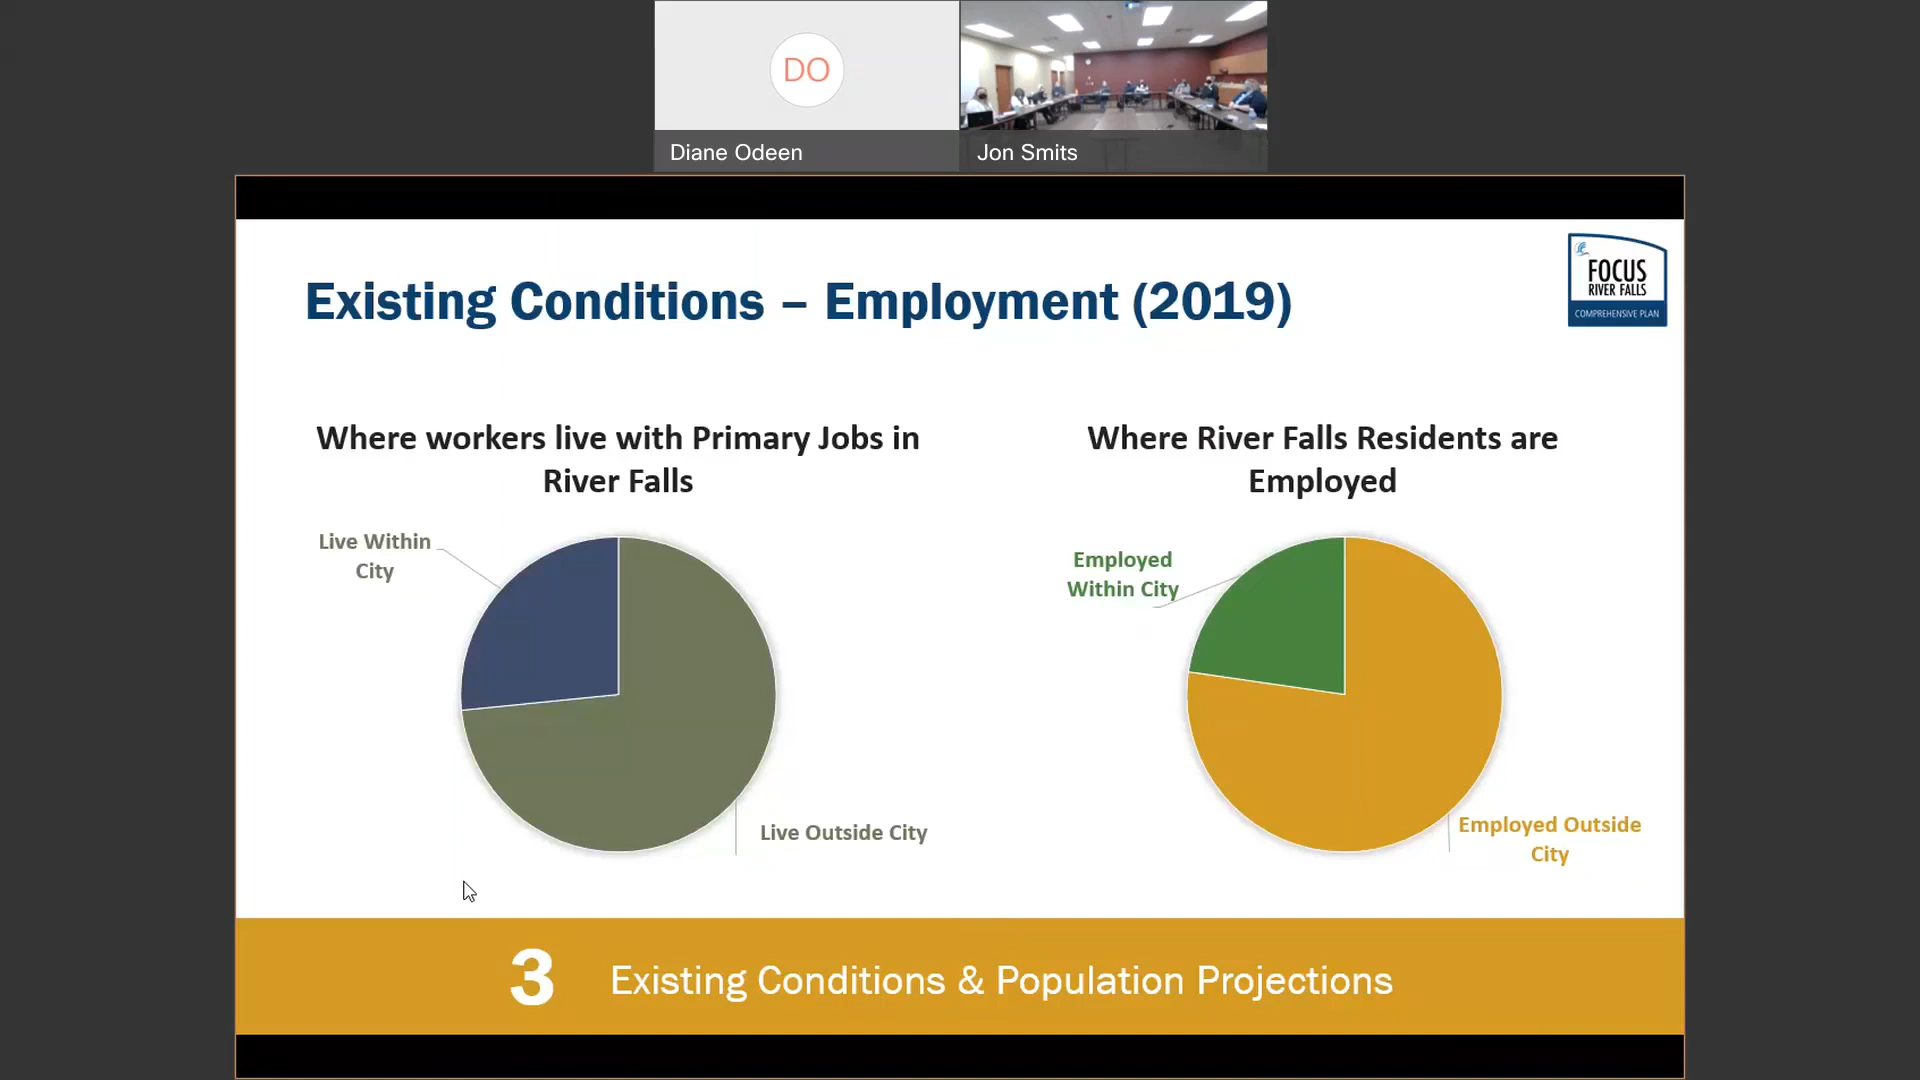 DO
Diane Odeen
Jon Smits
FOCUS
RIVER FALLS
COMPREHENSIVE PLAN
Existing Conditions – Employment (2019)
Where workers live with Primary Jobs in
River Falls
Live Within
City
Live Outside City
Where River Falls Residents are
Employed
Employed
Within City
Employed Outside
City
3 Existing Conditions & Population Projections